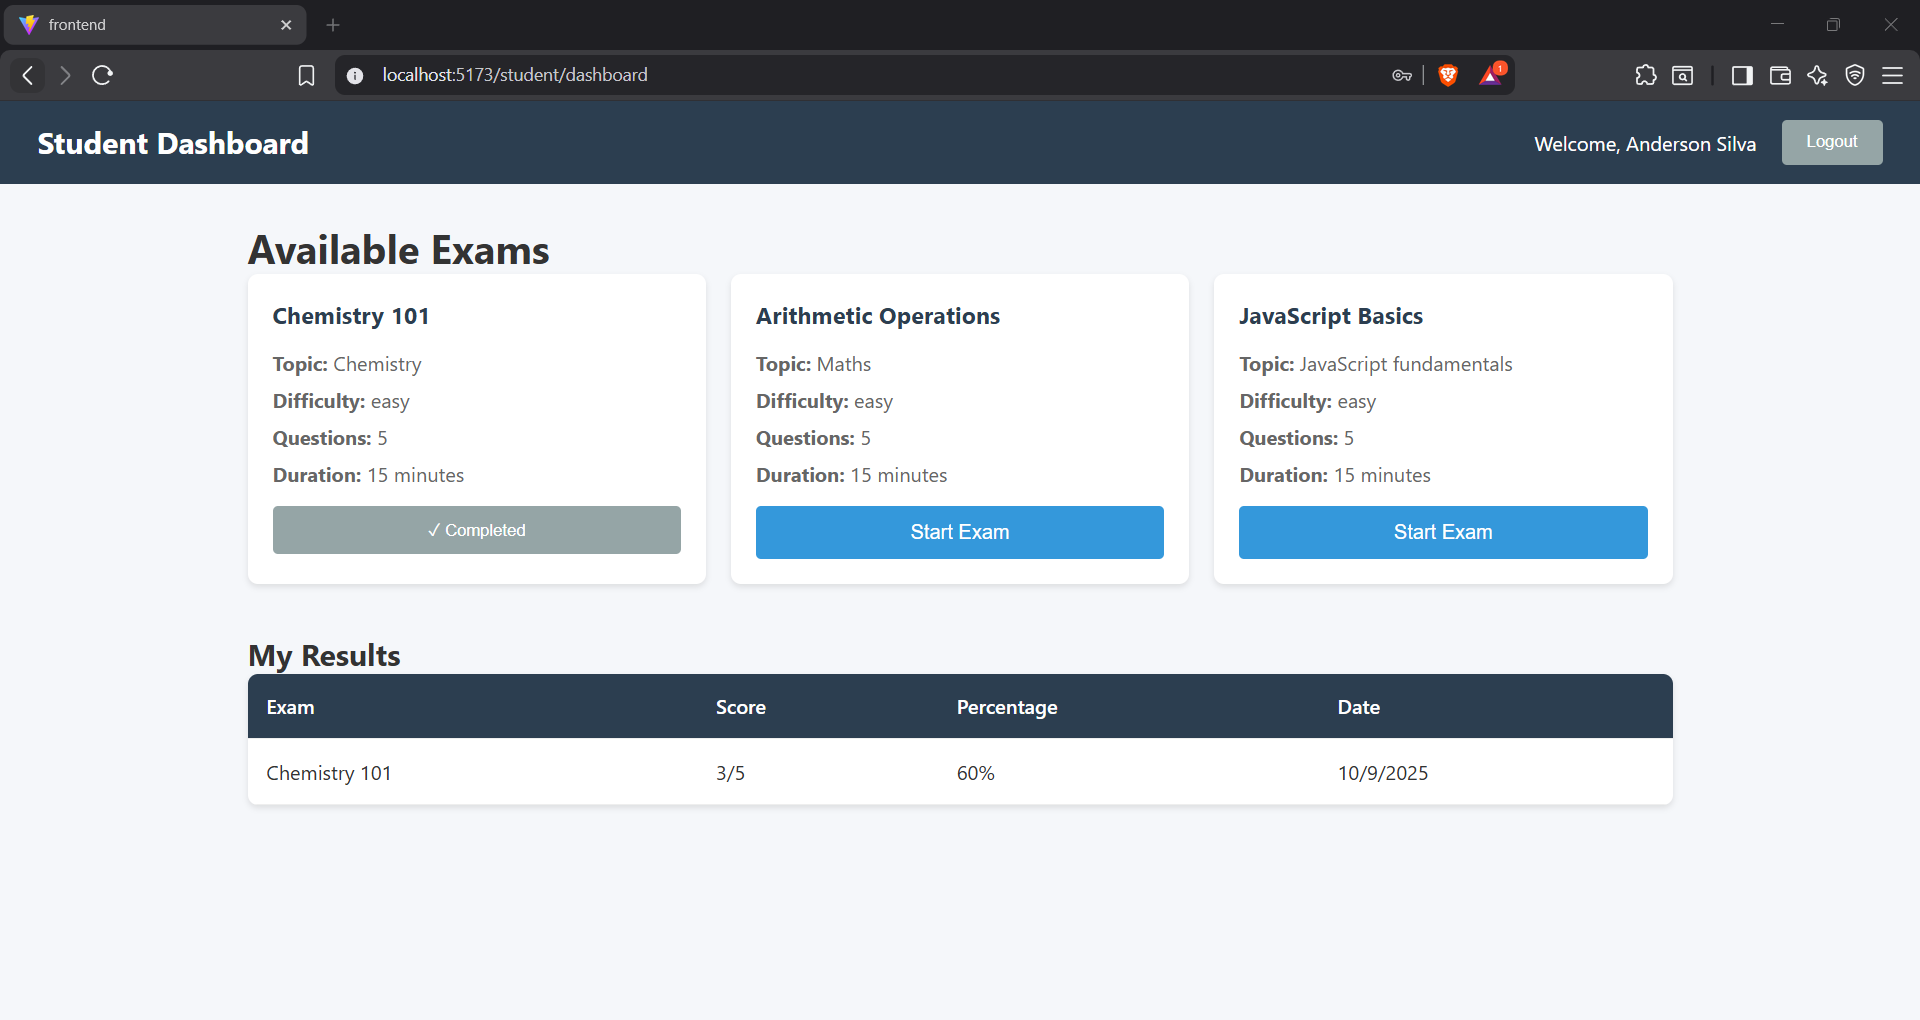 frontend
localhost:5173/student/dashboard
1
Student Dashboard
Welcome, Anderson Silva
Logout
Available Exams
Chemistry 101
Topic: Chemistry
Difficulty: easy
Questions: 5
Duration: 15 minutes
✓ Completed
Arithmetic Operations
Topic: Maths
Difficulty: easy
Questions: 5
Duration: 15 minutes
Start Exam
JavaScript Basics
Topic: JavaScript fundamentals
Difficulty: easy
Questions: 5
Duration: 15 minutes
Start Exam
My Results
Exam Score Percentage Date
Chemistry 101 3/5 60% 10/9/2025